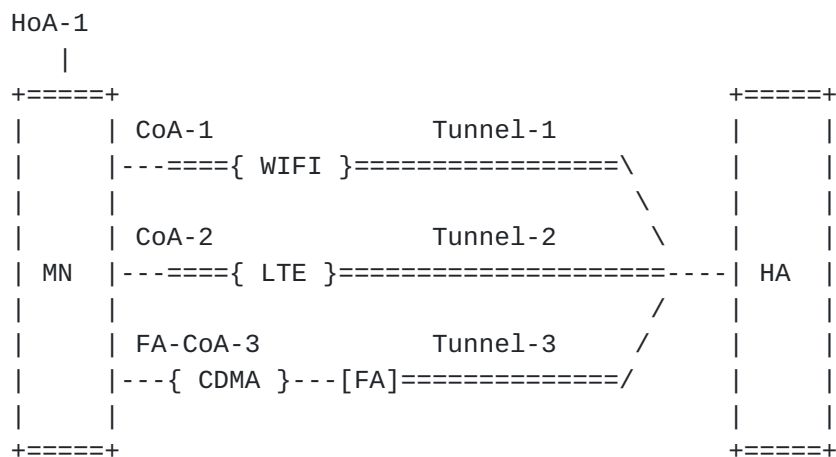 HoA-1
|
+=====+ +=====+
| | CoA-1 Tunnel-1 | |
| |---===={ WIFI }=================\ | |
| | \ | |
| | CoA-2 Tunnel-2 \ | |
| MN |---===={ LTE }=====================----| HA |
| | / | |
| | FA-CoA-3 Tunnel-3 / | |
| |---{ CDMA }---[FA]==============/ | |
| | | |
+=====+ +=====+